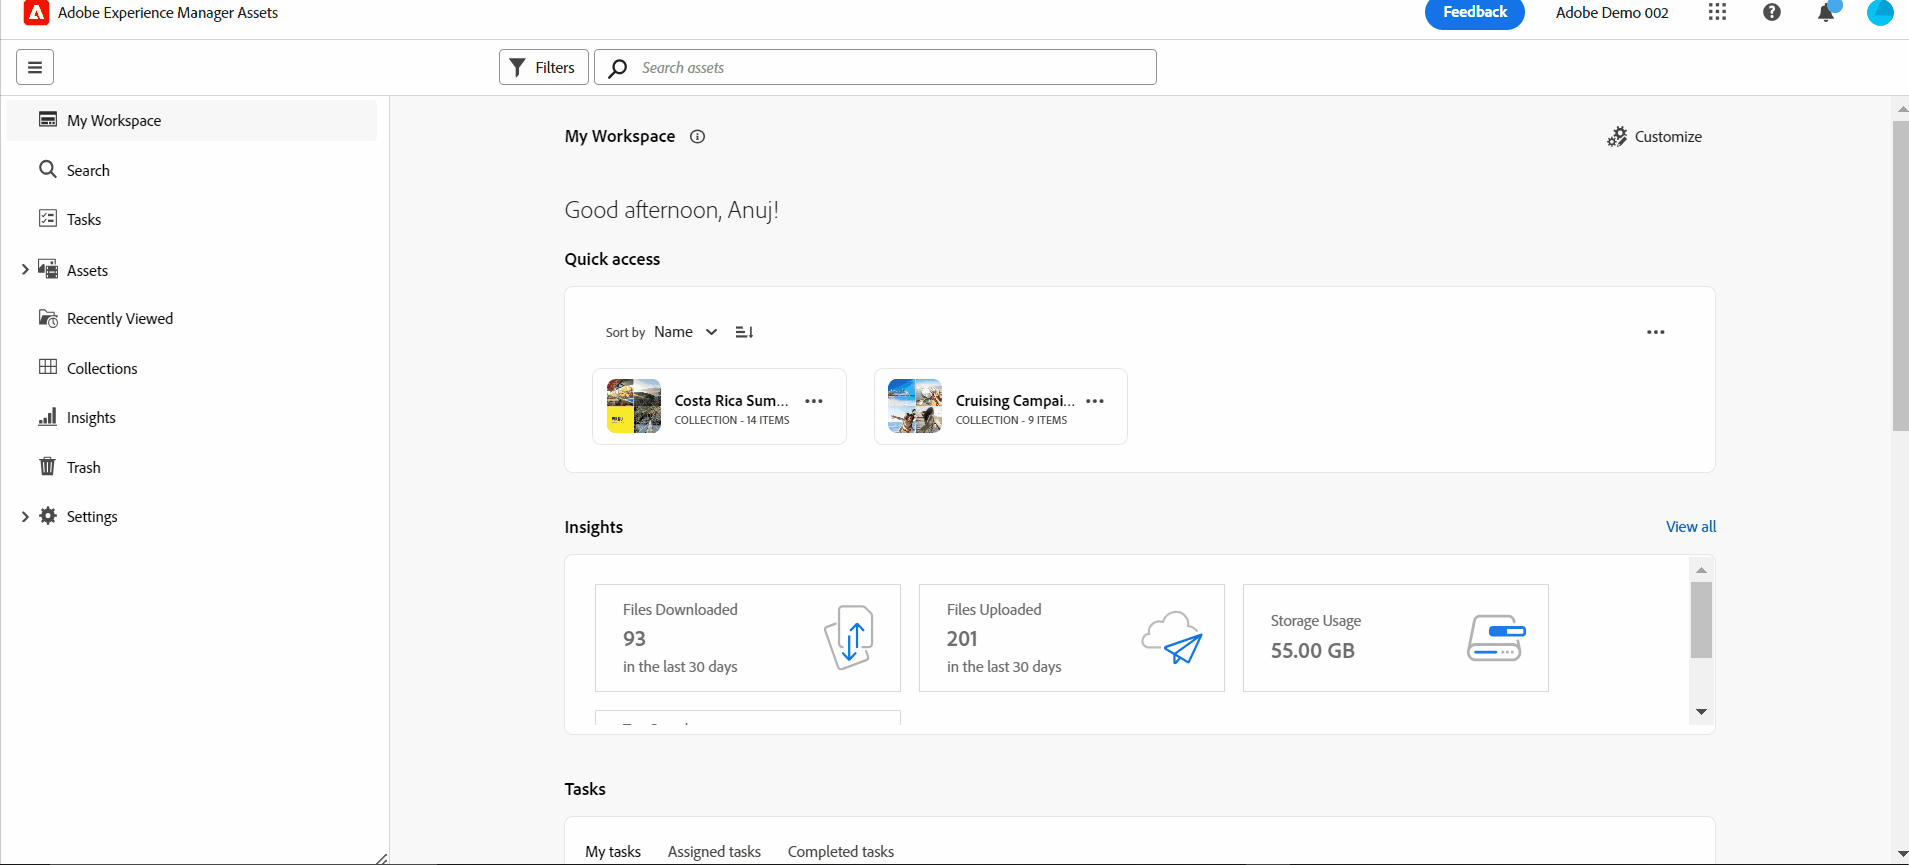 Adobe Experience Manager Assets
Feedback
Adobe Demo 002
Filters
Search assets
My Workspace
Search
Tasks
Assets
Recently Viewed
Collections
Insights
Trash
Settings
My Workspace
Customize
Good afternoon, Anuj!
Quick access
Sort by Name
Costa Rica Sum...
COLLECTION - 14 ITEMS
Cruising Campai...
COLLECTION - 9 ITEMS
Insights
View all
Files Downloaded
93
in the last 30 days
Files Uploaded
201
in the last 30 days
Storage Usage
55.00 GB
Tasks
My tasks Assigned tasks Completed tasks